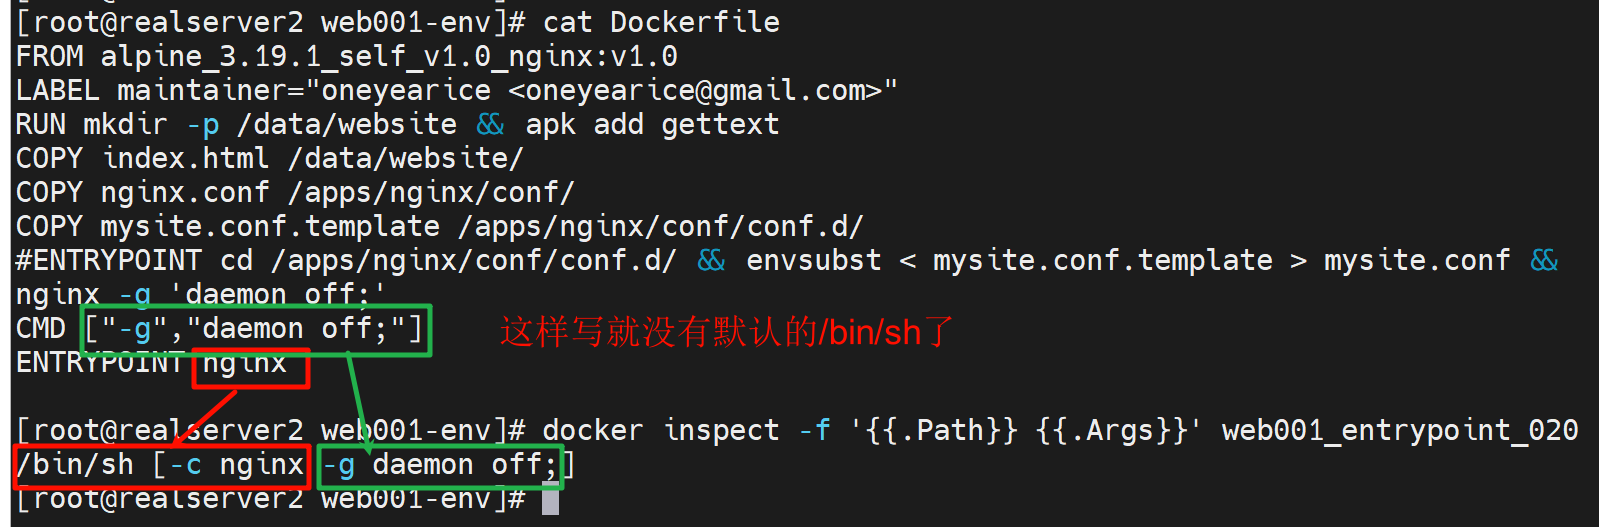 [root@realserver2 web001-env]# cat Dockerfile
FROM alpine_3.19.1_self_v1.0_nginx:v1.0
LABEL maintainer="oneyearice <oneyearice@gmail.com>"
RUN mkdir -p /data/website && apk add gettext
COPY index.html /data/website/
COPY nginx.conf /apps/nginx/conf/
COPY mysite.conf.template /apps/nginx/conf/conf.d/
#ENTRYPOINT cd /apps/nginx/conf/conf.d/ && envsubst < mysite.conf.template > mysite.conf &&
nginx -g 'daemon off;'
CMD ["-g","daemon off;"]
这样写就没有默认的/bin/sh了
ENTRYPOINT nginx
[root@realserver2 web001-env]# docker inspect -f '{{.Path}} {{.Args}}' web001_entrypoint_020
/bin/sh [-c nginx -g daemon off;]
[root@realserver2 web001-env]#